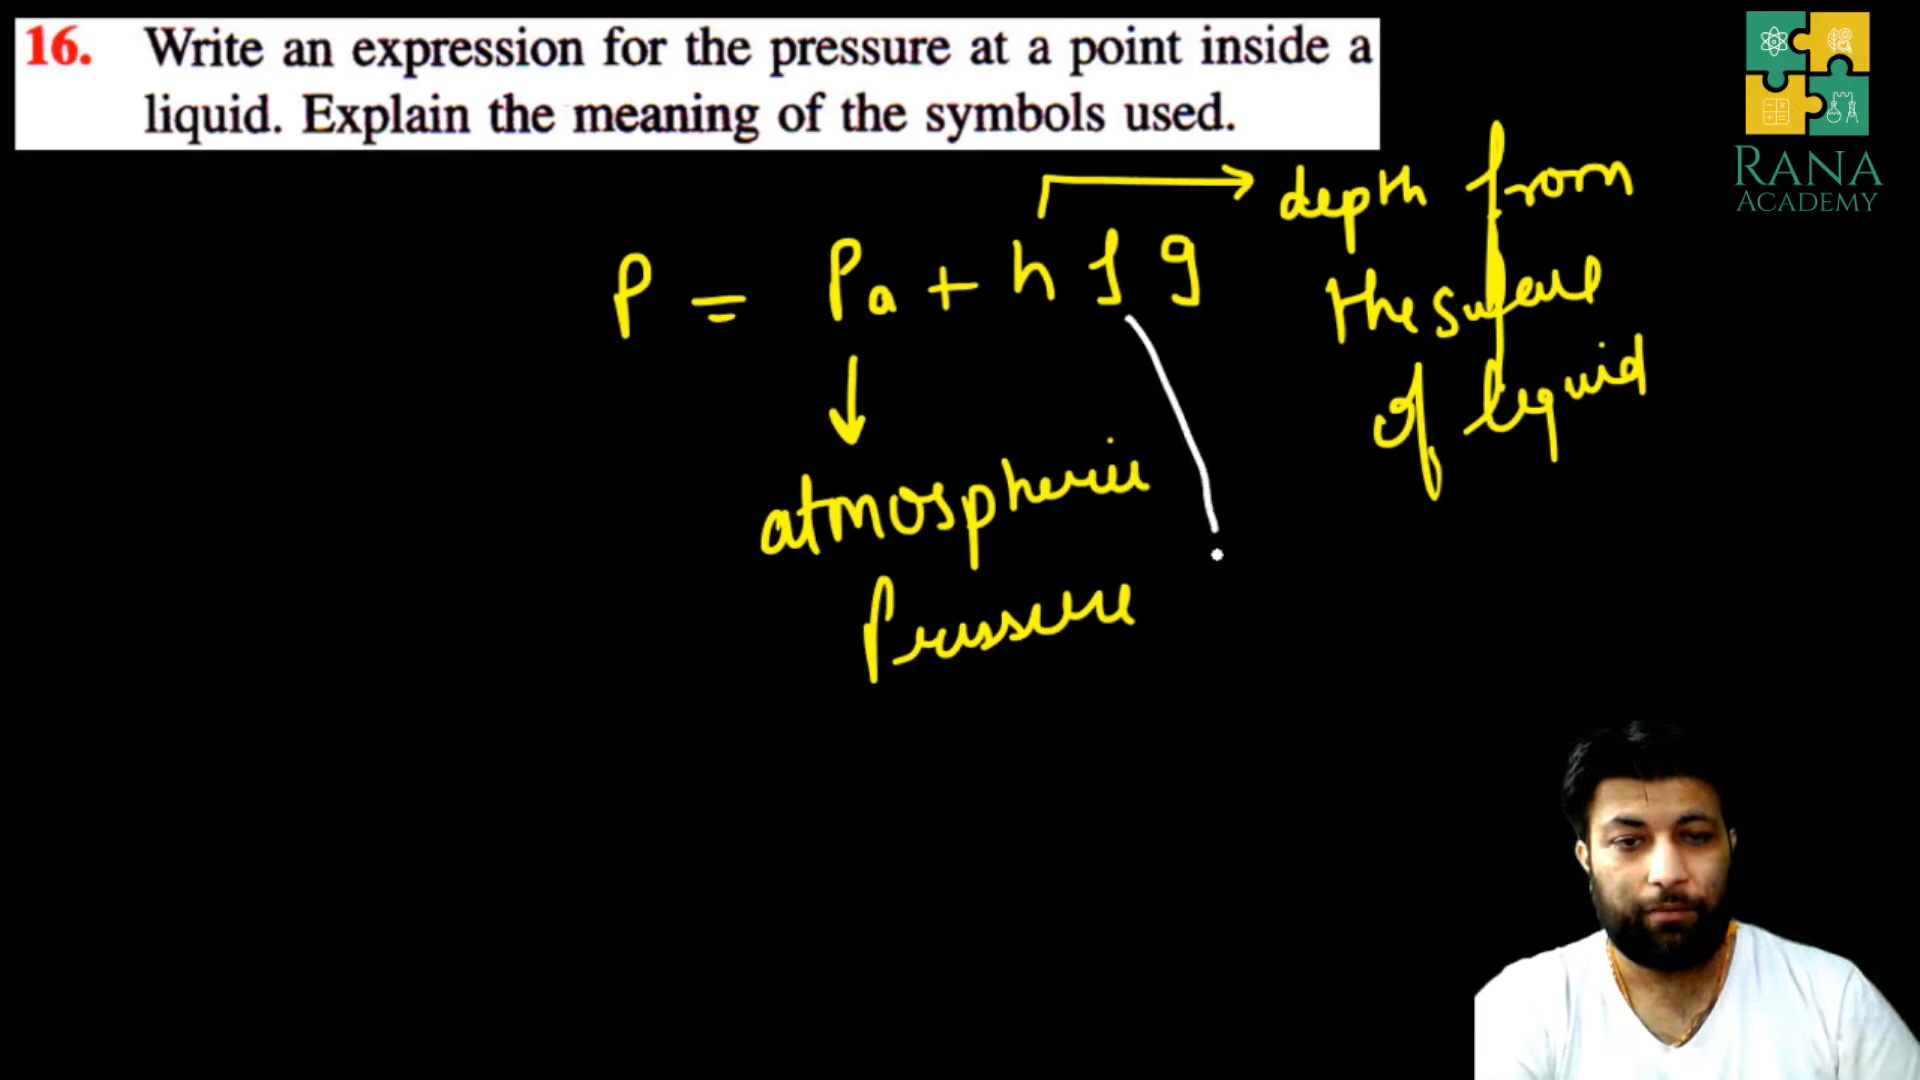 16. Write an expression for the pressure at a point inside a
liquid. Explain the meaning of the symbols used.
RANA
ACADEMY
depth from
the surface
of liquid
P = Pa + h ρ g
atmospheric
Pressure